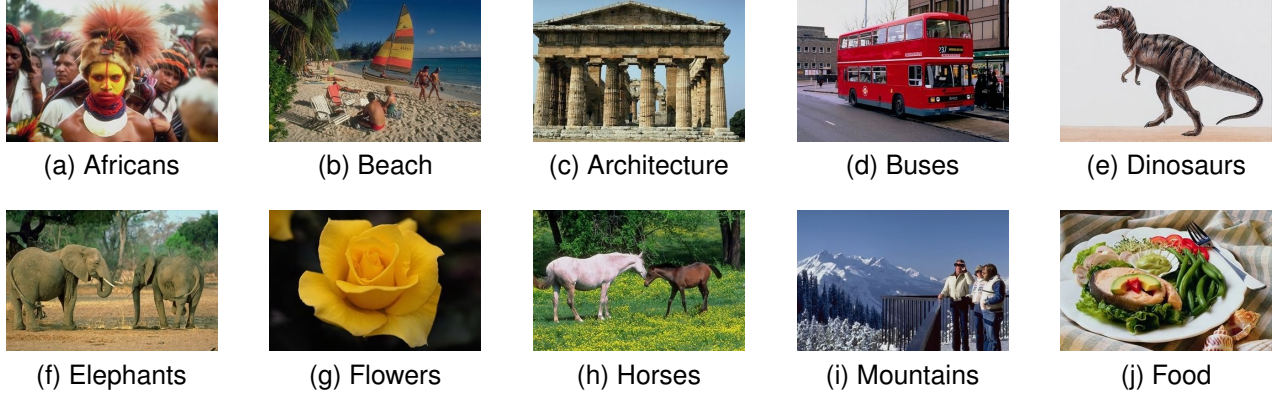 (a) Africans
(b) Beach
(c) Architecture
(d) Buses
(e) Dinosaurs
(f) Elephants
(g) Flowers
(h) Horses
(i) Mountains
(j) Food